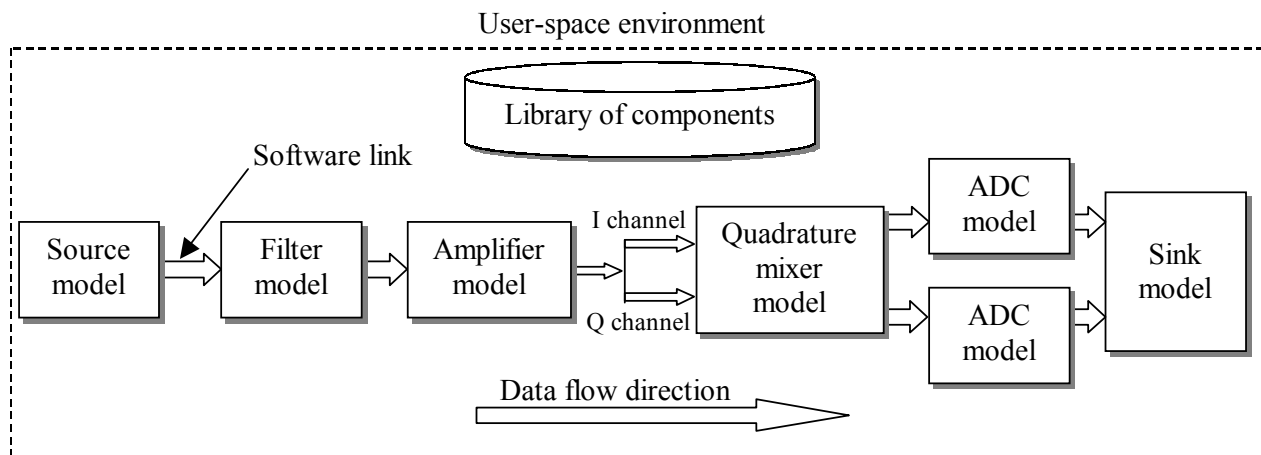 User-space environment
Library of components
Software link
Source
model
Filter
model
Amplifier
model
I channel
Q channel
Quadrature
mixer
model
ADC
model
ADC
model
Sink
model
Data flow direction